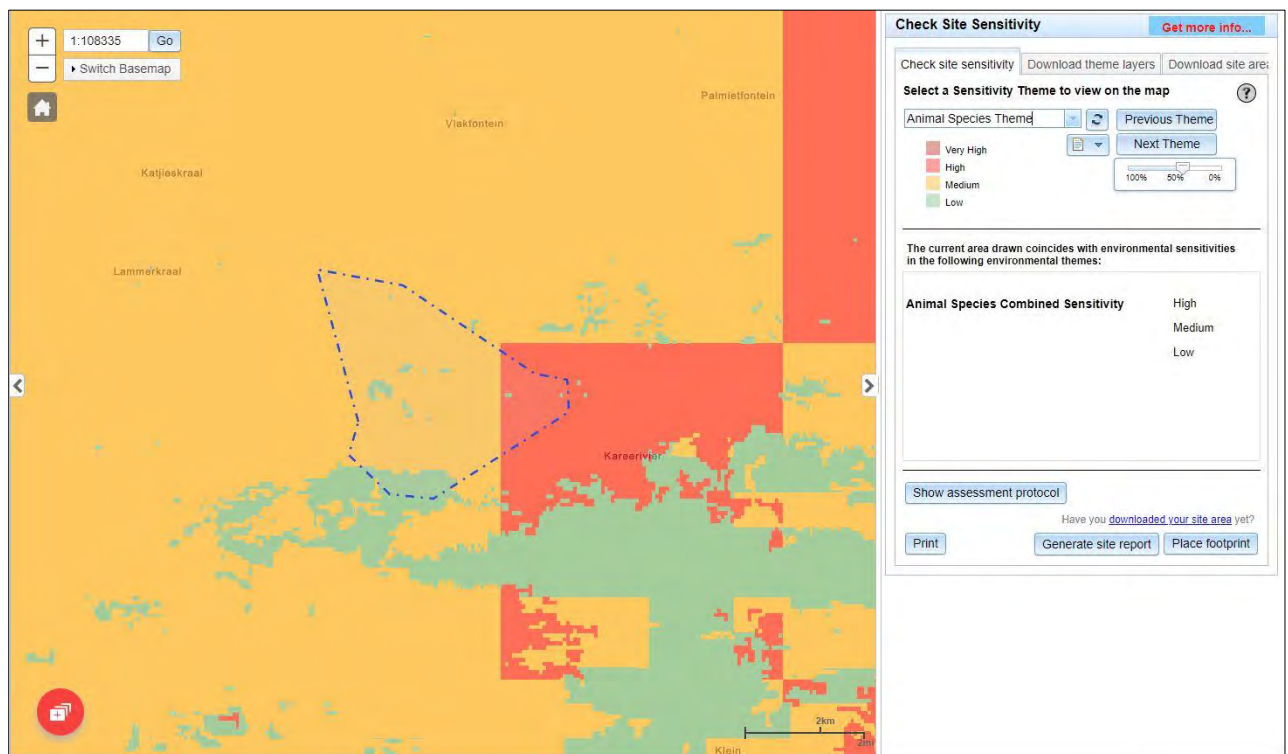 +
1:108335 Go
−
Switch Basemap
Palmietfontein
Vlakfontein
Katjieskraal
Lammerkraal
Kareerivier
2km
2mi
Klein
Check Site Sensitivity
Get more info...
Check site sensitivity Download theme layers Download site area
Select a Sensitivity Theme to view on the map
?
Animal Species Theme
Previous Theme
Next Theme
Very High
High
Medium
Low
100% 50% 0%
The current area drawn coincides with environmental sensitivities
in the following environmental themes:
Animal Species Combined Sensitivity High
Medium
Low
Show assessment protocol
Have you downloaded your site area yet?
Print Generate site report Place footprint